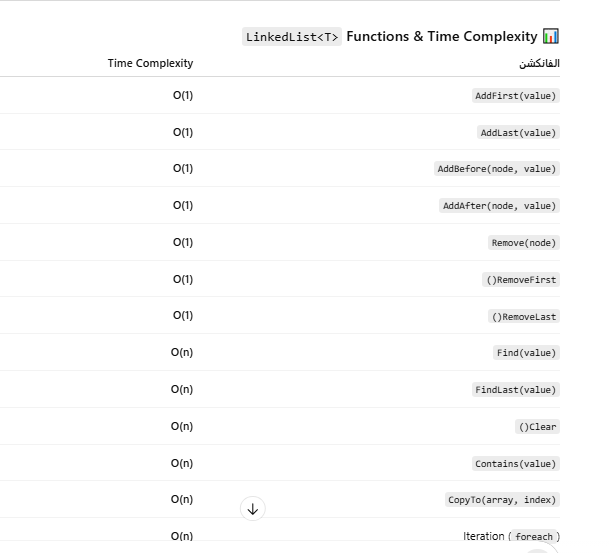 LinkedList<T> Functions & Time Complexity 📊
الفانكشن Time Complexity
AddFirst(value) O(1)
AddLast(value) O(1)
AddBefore(node, value) O(1)
AddAfter(node, value) O(1)
Remove(node) O(1)
()RemoveFirst O(1)
()RemoveLast O(1)
Find(value) O(n)
FindLast(value) O(n)
()Clear O(n)
Contains(value) O(n)
CopyTo(array, index) O(n)
Iteration (foreach) O(n)